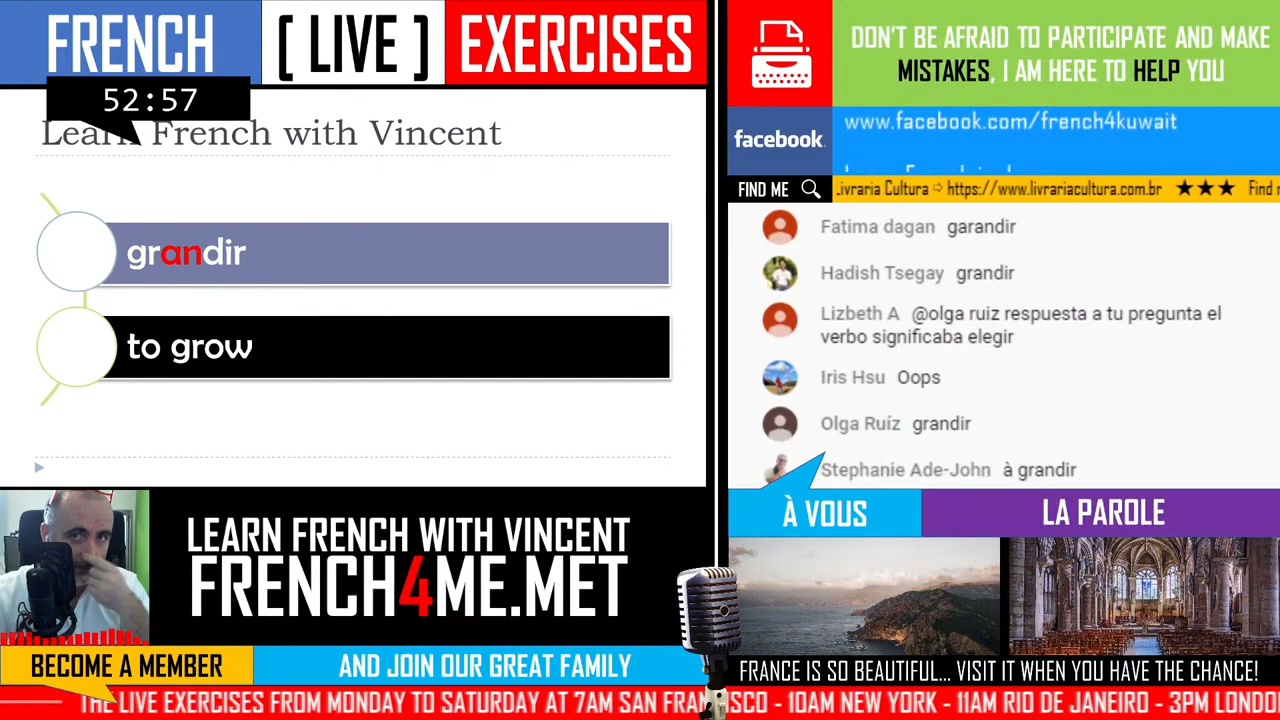 FRENCH [ LIVE ] EXERCISES
52:57
Learn French with Vincent
grandir
to grow
DON'T BE AFRAID TO PARTICIPATE AND MAKE
MISTAKES, I AM HERE TO HELP YOU
facebook.
www.facebook.com/french4kuwait
FIND ME
Livraria Cultura ⇨ https://www.livrariacultura.com.br ★★★ Find
Fatima dagan garandir
Hadish Tsegay grandir
Lizbeth A @olga ruiz respuesta a tu pregunta el
verbo significaba elegir
Iris Hsu Oops
Olga Ruíz grandir
Stephanie Ade-John à grandir
À VOUS LA PAROLE
LEARN FRENCH WITH VINCENT
FRENCH4ME.MET
BECOME A MEMBER
AND JOIN OUR GREAT FAMILY
FRANCE IS SO BEAUTIFUL... VISIT IT WHEN YOU HAVE THE CHANCE!
THE LIVE EXERCISES FROM MONDAY TO SATURDAY AT 7AM SAN FRANCISCO - 10AM NEW YORK - 11AM RIO DE JANEIRO - 3PM LONDO